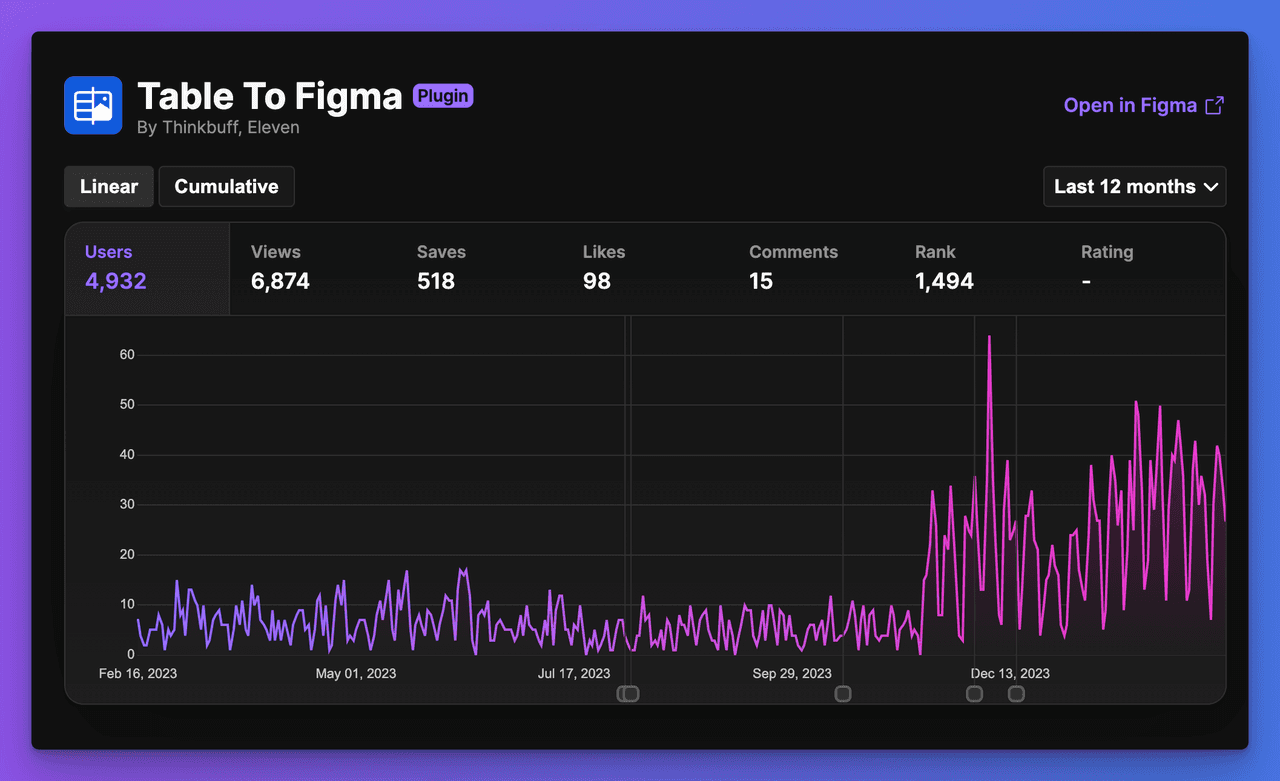 Table To Figma Plugin
By Thinkbuff, Eleven
Open in Figma
Linear Cumulative
Last 12 months
Users Views Saves Likes Comments Rank Rating
4,932 6,874 518 98 15 1,494 -
60
50
40
30
20
10
0
Feb 16, 2023 May 01, 2023 Jul 17, 2023 Sep 29, 2023 Dec 13, 2023